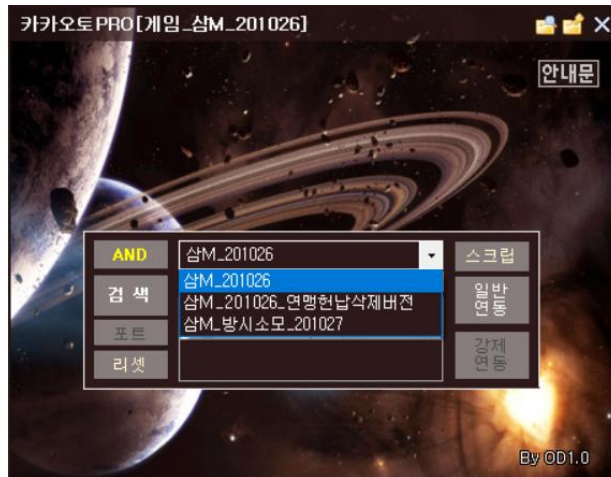 카카오토PRO[게임_삼M_201026]
안내문
AND
삼M_201026
스크립
검 색
삼M_201026
삼M_201026_연맹헌납삭제버전
삼M_방시소모_201027
일반
연동
포트
리셋
강제
연동
By OD1.0